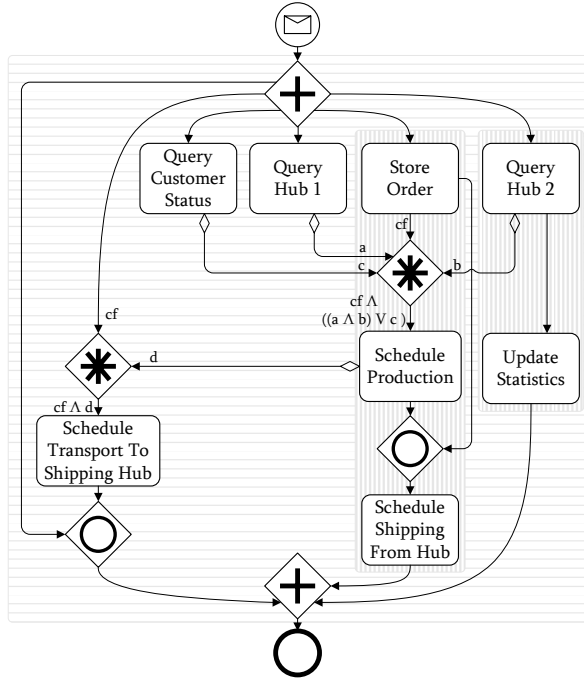 Query
Customer
Status
Query
Hub 1
Store
Order
Query
Hub 2
cf
a
c
b
cf
cf Λ
((a Λ b) V c )
d
Schedule
Production
Update
Statistics
cf Λ d
Schedule
Transport To
Shipping Hub
Schedule
Shipping
From Hub